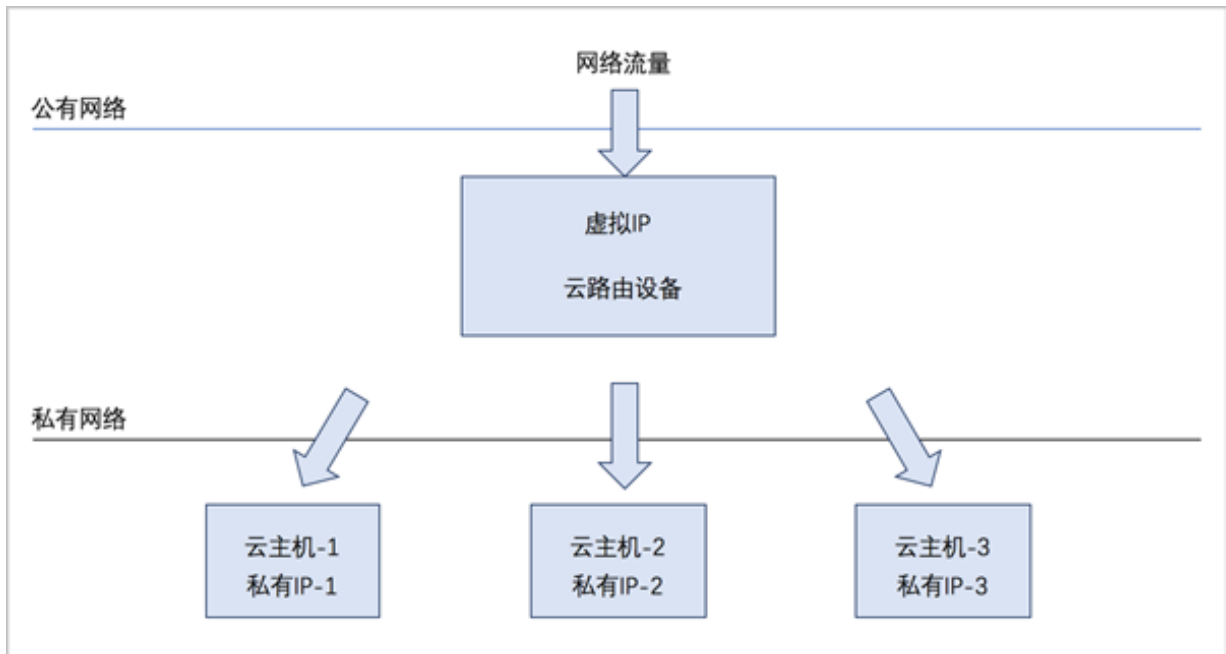 网络流量
公有网络
虚拟IP
云路由设备
私有网络
云主机-1
私有IP-1
云主机-2
私有IP-2
云主机-3
私有IP-3